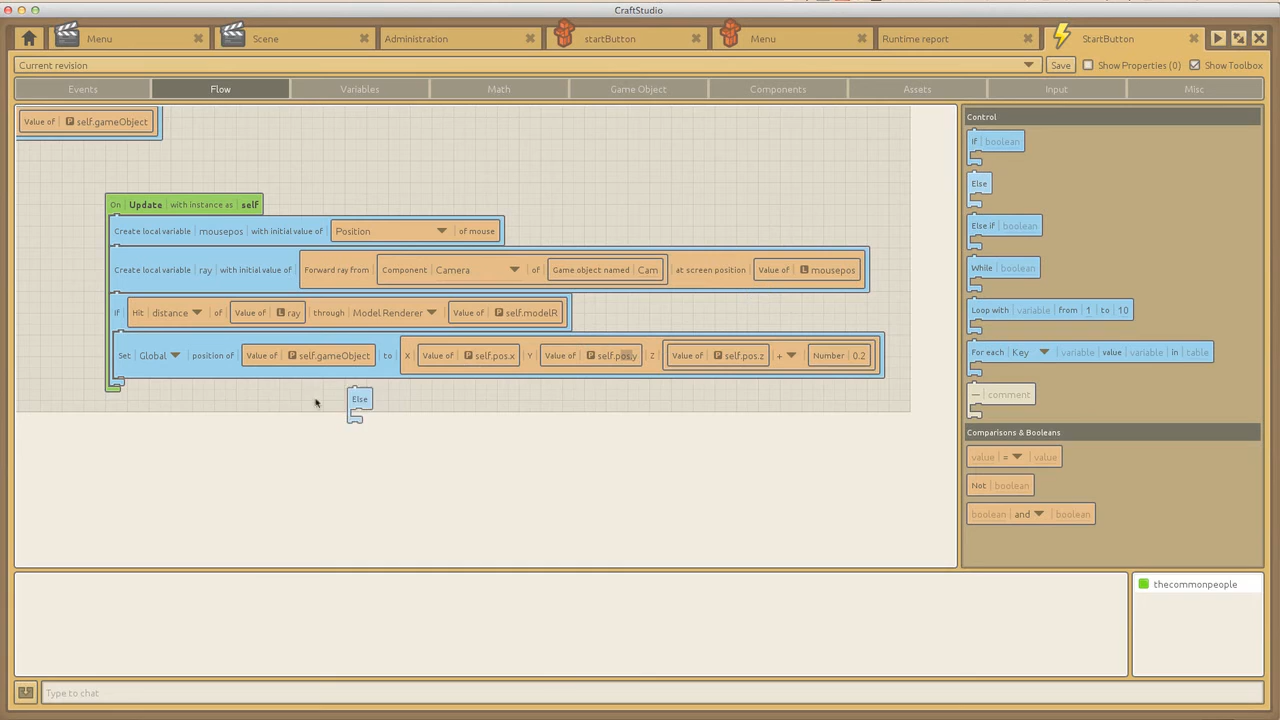 CraftStudio
Menu Scene Administration startButton Menu Runtime report StartButton
Current revision Save Show Properties (0) Show Toolbox
Events Flow Variables Math Game Object Components Assets Input Misc
Value of P self.gameObject
On Update with instance as self
Create local variable mousepos with initial value of Position of mouse
Create local variable ray with initial value of Forward ray from Component Camera of Game object named Cam at screen position Value of L mousepos
If Hit distance of Value of L ray through Model Renderer Value of P self.modelR
Set Global position of Value of P self.gameObject to X Value of P self.pos.x Y Value of P self.pos.y Z Value of P self.pos.z + Number 0.2
Else
Control
If boolean
Else
Else if boolean
While boolean
Loop with variable from 1 to 10
For each Key variable value variable in table
— comment
Comparisons & Booleans
value = value
Not boolean
boolean and boolean
thecommonpeople
Type to chat